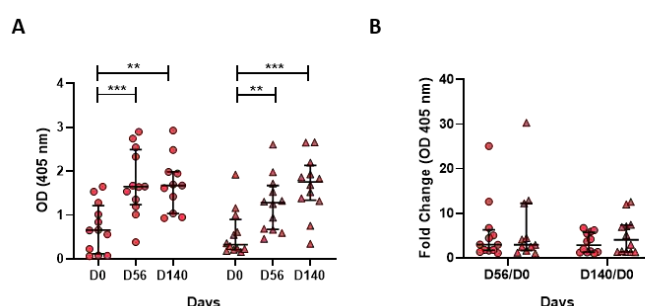 A
B
** ***
*** **
OD (405 nm)
4
3
2
1
0
D0 D56 D140 D0 D56 D140
Days
Fold Change (OD 405 nm)
40
30
20
10
0
D56/D0 D140/D0
Days